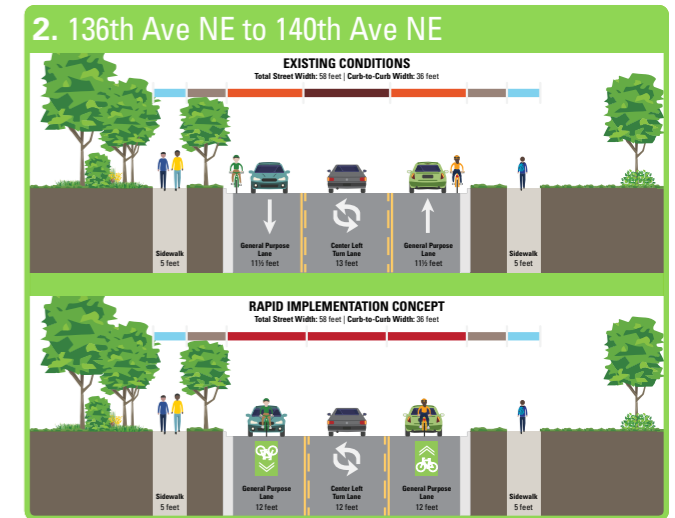 2. 136th Ave NE to 140th Ave NE
EXISTING CONDITIONS
Total Street Width: 58 feet | Curb-to-Curb Width: 36 feet
Sidewalk
5 feet
General Purpose
Lane
11½ feet
Center Left
Turn Lane
13 feet
General Purpose
Lane
11½ feet
Sidewalk
5 feet
RAPID IMPLEMENTATION CONCEPT
Total Street Width: 58 feet | Curb-to-Curb Width: 36 feet
Sidewalk
5 feet
General Purpose
Lane
12 feet
Center Left
Turn Lane
12 feet
General Purpose
Lane
12 feet
Sidewalk
5 feet